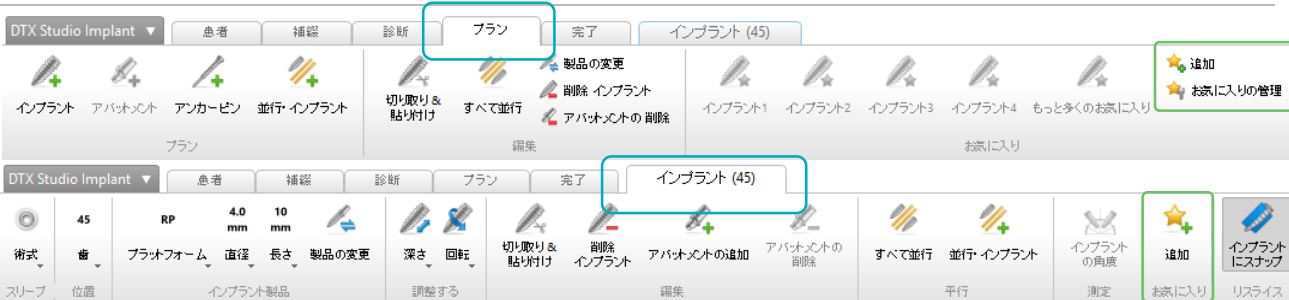 DTX Studio Implant ▼ 患者 補綴 診断 プラン 完了 インプラント (45)
インプラント アバットメント アンカーピン 並行・インプラント
切り取り &
貼り付け
すべて並行
製品の変更
削除 インプラント
アバットメントの 削除
インプラント1 インプラント2 インプラント3 インプラント4 もっと多くのお気に入り
追加
お気に入りの管理
プラン 編集 お気に入り
DTX Studio Implant ▼ 患者 補綴 診断 プラン 完了 インプラント (45)
術式
45
歯
RP
プラットフォーム
4.0
mm
直径
10
mm
長さ
製品の変更
深さ 回転
切り取り &
貼り付け
削除
インプラント
アバットメントの追加
アバットメントの
削除
すべて並行 並行・インプラント
インプラント
の角度
追加
インプラント
にスナップ
スリーブ 位置 インプラント製品 調整する 編集 平行 測定 お気に入り リスライス